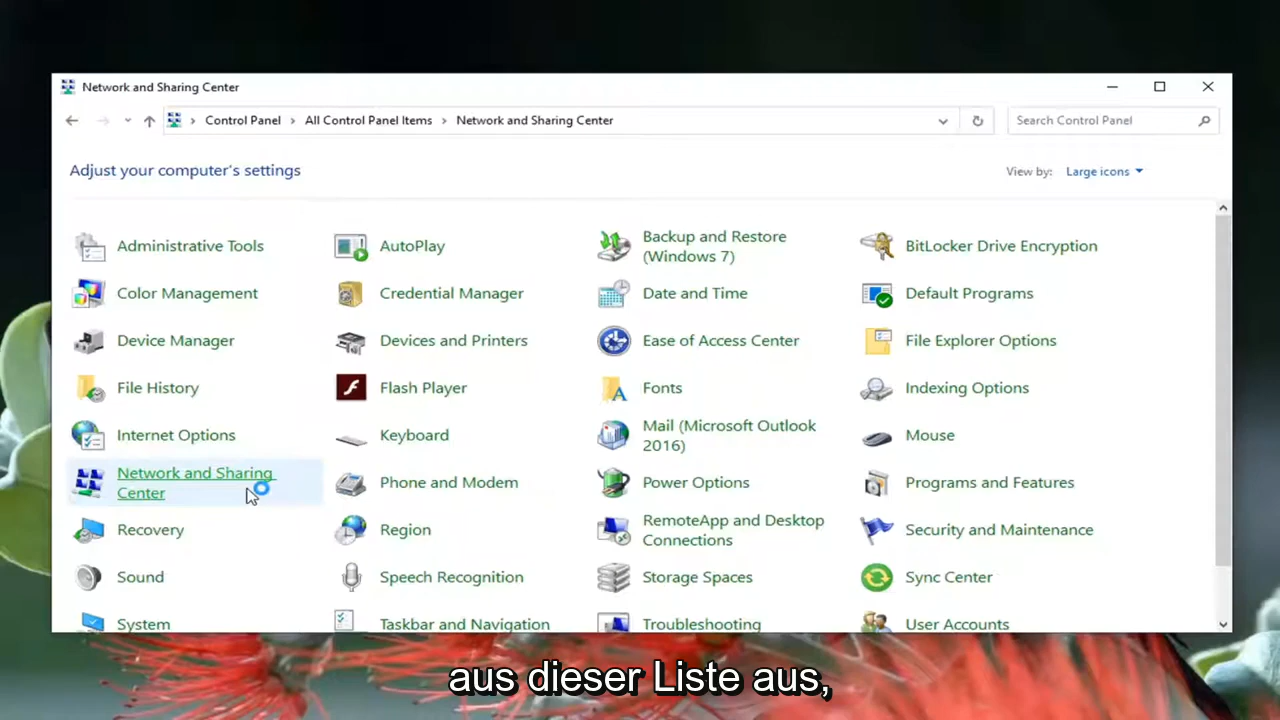 Network and Sharing Center
Control Panel > All Control Panel Items > Network and Sharing Center
Search Control Panel
Adjust your computer's settings
View by: Large icons
Administrative Tools
AutoPlay
Backup and Restore
(Windows 7)
BitLocker Drive Encryption
Color Management
Credential Manager
Date and Time
Default Programs
Device Manager
Devices and Printers
Ease of Access Center
File Explorer Options
File History
Flash Player
Fonts
Indexing Options
Internet Options
Keyboard
Mail (Microsoft Outlook
2016)
Mouse
Network and Sharing
Center
Phone and Modem
Power Options
Programs and Features
Recovery
Region
RemoteApp and Desktop
Connections
Security and Maintenance
Sound
Speech Recognition
Storage Spaces
Sync Center
System
Taskbar and Navigation
Troubleshooting
User Accounts
aus dieser Liste aus,